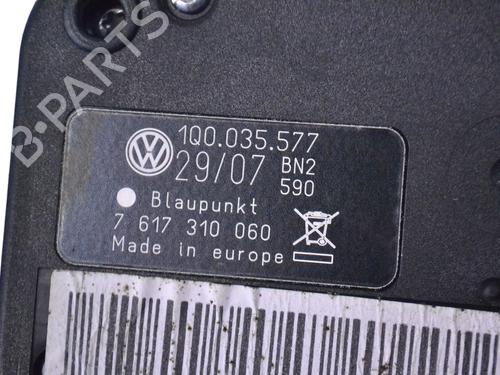 B-PARTS
1Q0.035.577
29/07 BN2
590
Blaupunkt
7 617 310 060
Made in europe